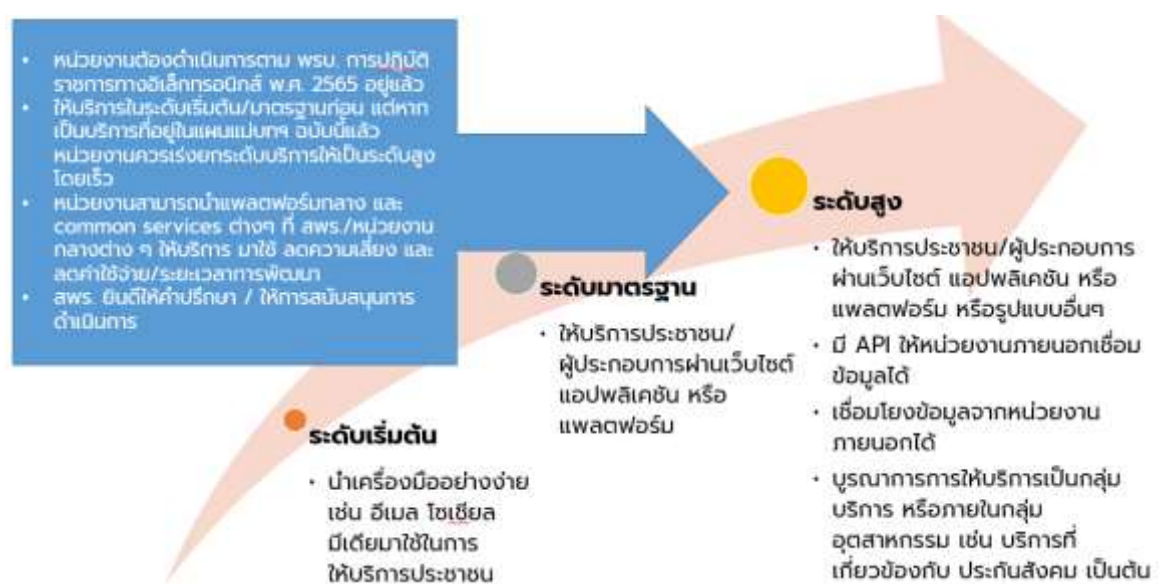 • หน่วยงานต้องดำเนินการตาม พรบ. การปฏิบัติ
ราชการทางอิเล็กทรอนิกส์ พ.ศ. 2565 อยู่แล้ว
• ให้บริการในระดับเริ่มต้น/มาตรฐานก่อน แต่หาก
เป็นบริการที่อยู่ในแผนแม่บทฯ ฉบับนี้แล้ว
หน่วยงานควรเร่งยกระดับบริการให้เป็นระดับสูง
โดยเร็ว
• หน่วยงานสามารถนำแพลตฟอร์มกลาง และ
common services ต่างๆ ที่ สพร./หน่วยงาน
กลางต่าง ๆ ให้บริการ มาใช้ ลดความเสี่ยง และ
ลดค่าใช้จ่าย/ระยะเวลาการพัฒนา
• สพร. ยินดีให้คำปรึกษา / ให้การสนับสนุนการ
ดำเนินการ
ระดับเริ่มต้น
• นำเครื่องมืออย่างง่าย
เช่น อีเมล โซเชียล
มีเดียมาใช้ในการ
ให้บริการประชาชน
ระดับมาตรฐาน
• ให้บริการประชาชน/
ผู้ประกอบการผ่านเว็บไซต์
แอปพลิเคชัน หรือ
แพลตฟอร์ม
ระดับสูง
• ให้บริการประชาชน/ผู้ประกอบการ
ผ่านเว็บไซต์ แอปพลิเคชัน หรือ
แพลตฟอร์ม หรือรูปแบบอื่นๆ
• มี API ให้หน่วยงานภายนอกเชื่อม
ข้อมูลได้
• เชื่อมโยงข้อมูลจากหน่วยงาน
ภายนอกได้
• บูรณาการการให้บริการเป็นกลุ่ม
บริการ หรือภายในกลุ่ม
อุตสาหกรรม เช่น บริการที่
เกี่ยวข้องกับ ประกันสังคม เป็นต้น